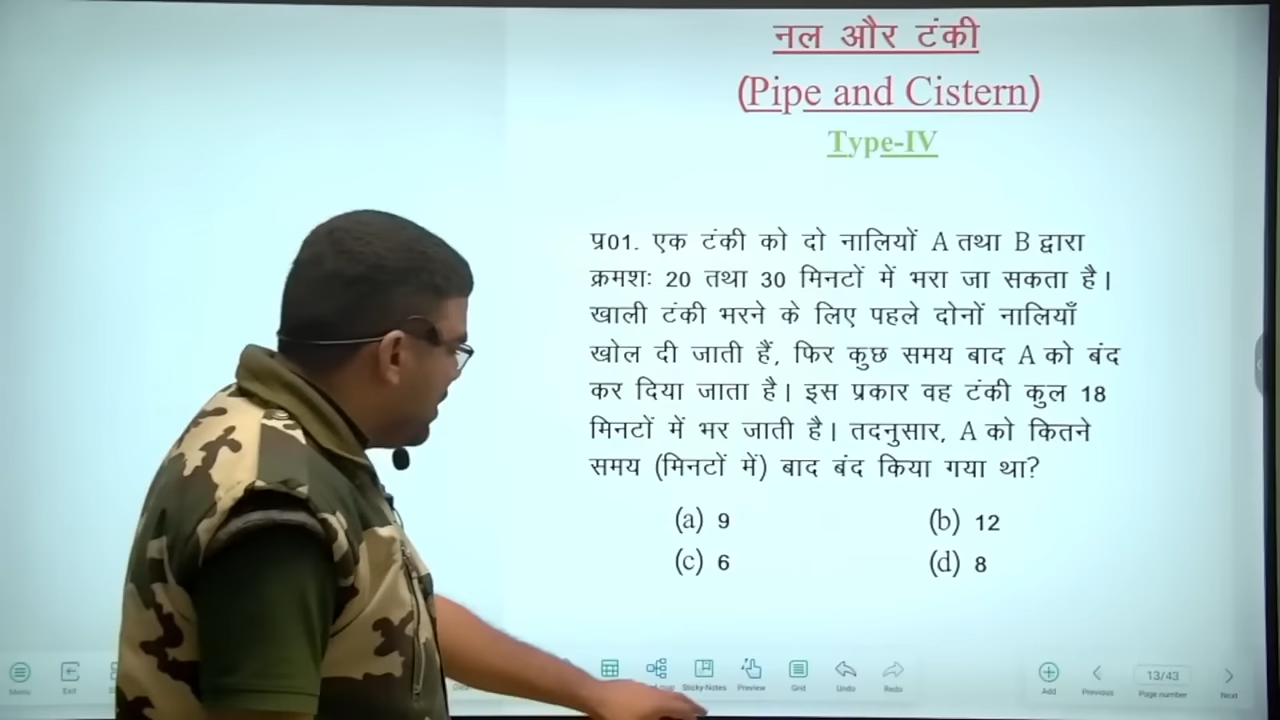 नल और टंकी
(Pipe and Cistern)
Type-IV
प्र01. एक टंकी को दो नालियों A तथा B द्वारा
क्रमशः 20 तथा 30 मिनटों में भरा जा सकता है।
खाली टंकी भरने के लिए पहले दोनों नालियाँ
खोल दी जाती हैं, फिर कुछ समय बाद A को बंद
कर दिया जाता है। इस प्रकार वह टंकी कुल 18
मिनटों में भर जाती है। तदनुसार, A को कितने
समय (मिनटों में) बाद बंद किया गया था?
(a) 9 (b) 12
(c) 6 (d) 8
Menu Exit Sticky-Notes Preview Grid Undo Redo Add Previous 13/43 Page number Next